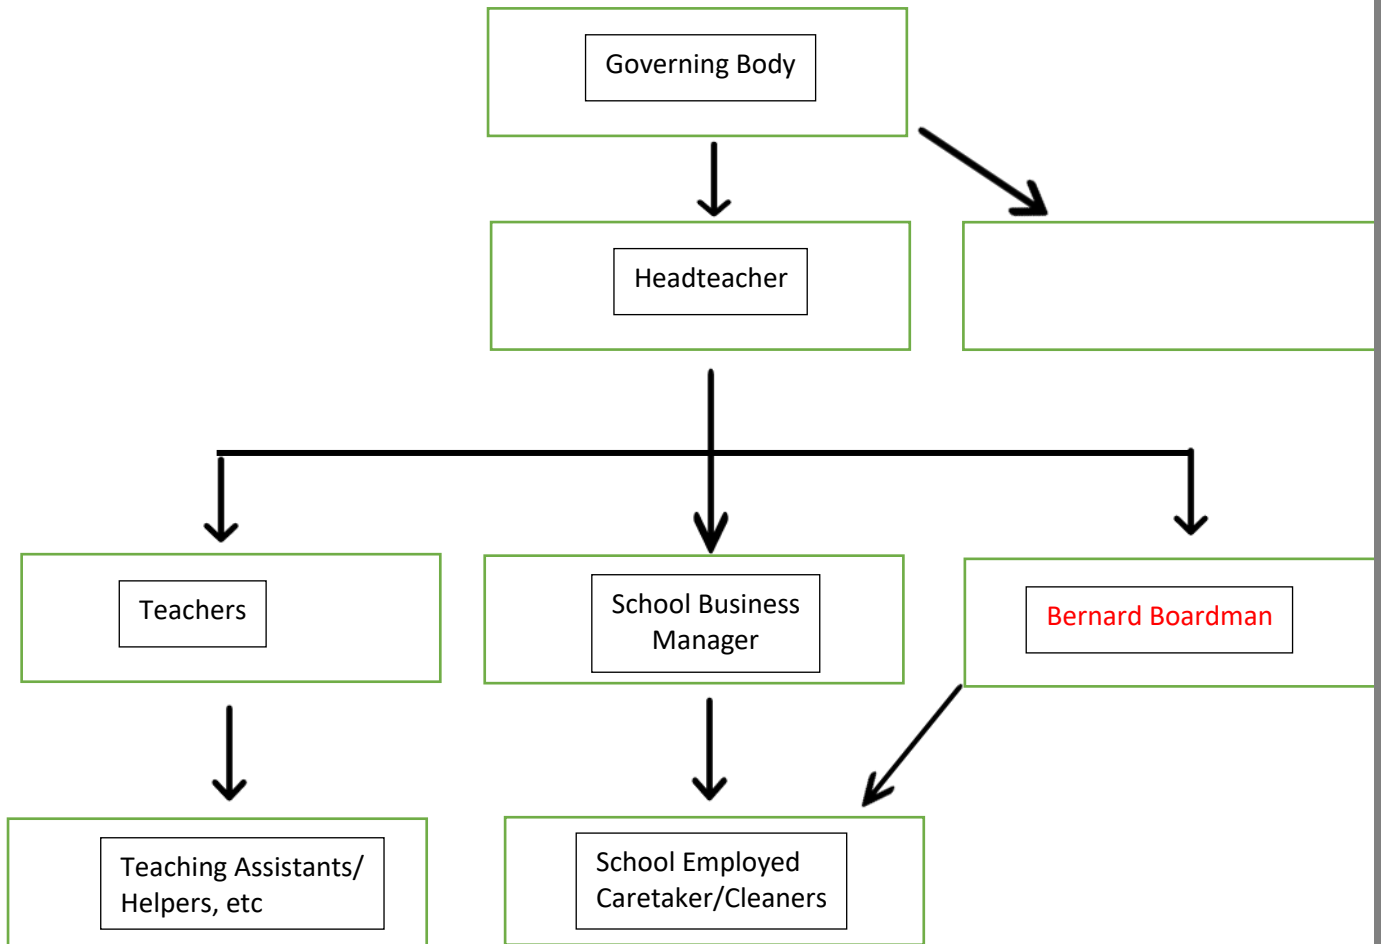 Governing Body
Headteacher
Teachers
School Business
Manager
Bernard Boardman
Teaching Assistants/
Helpers, etc
School Employed
Caretaker/Cleaners